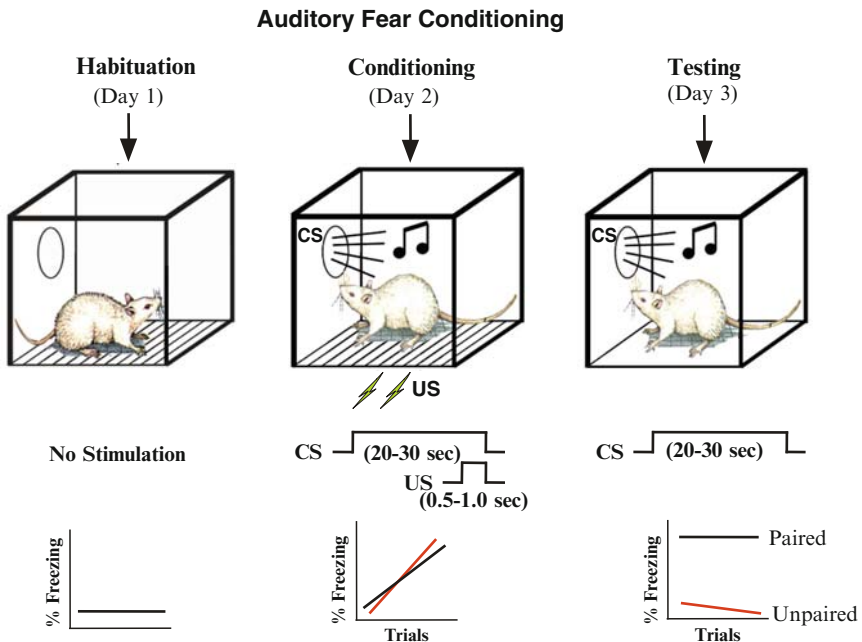 Auditory Fear Conditioning
Habituation
(Day 1)
Conditioning
(Day 2)
Testing
(Day 3)
CS
CS
US
No Stimulation
CS (20-30 sec)
US
(0.5-1.0 sec)
CS (20-30 sec)
% Freezing
% Freezing
Trials
% Freezing
Paired
Unpaired
Trials